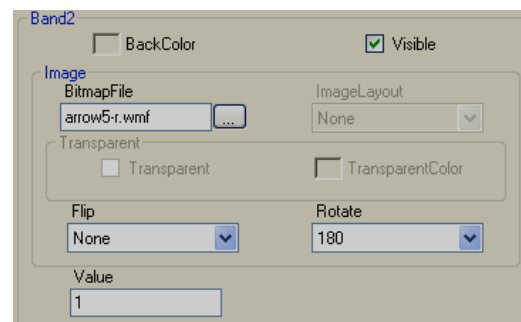 Band2
BackColor Visible
Image
BitmapFile ImageLayout
arrow5-r.wmf ... None
Transparent
Transparent TransparentColor
Flip Rotate
None 180
Value
1